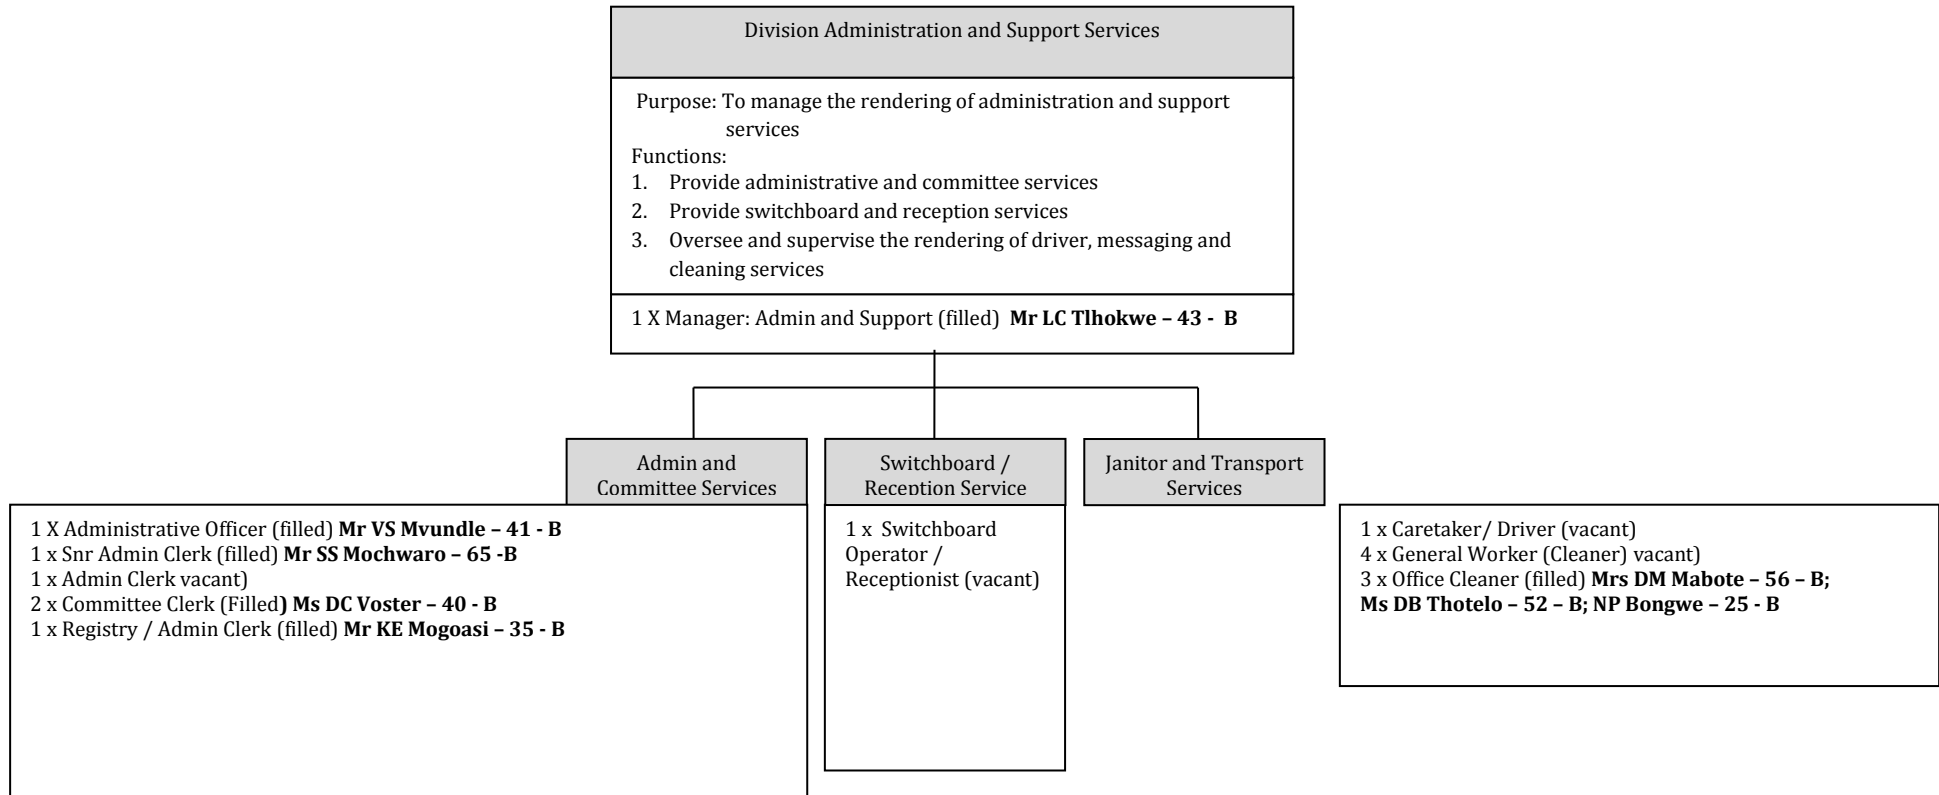 Division Administration and Support Services
Purpose: To manage the rendering of administration and support
services
Functions:
1. Provide administrative and committee services
2. Provide switchboard and reception services
3. Oversee and supervise the rendering of driver, messaging and
cleaning services
1 X Manager: Admin and Support (filled) Mr LC Tlhokwe – 43 - B
Admin and
Committee Services
1 X Administrative Officer (filled) Mr VS Mvundle – 41 - B
1 x Snr Admin Clerk (filled) Mr SS Mochwaro – 65 -B
1 x Admin Clerk vacant)
2 x Committee Clerk (Filled) Ms DC Voster – 40 - B
1 x Registry / Admin Clerk (filled) Mr KE Mogoasi – 35 - B
Switchboard /
Reception Service
1 x Switchboard
Operator /
Receptionist (vacant)
Janitor and Transport
Services
1 x Caretaker/ Driver (vacant)
4 x General Worker (Cleaner) vacant)
3 x Office Cleaner (filled) Mrs DM Mabote – 56 – B;
Ms DB Thotelo – 52 – B; NP Bongwe – 25 - B